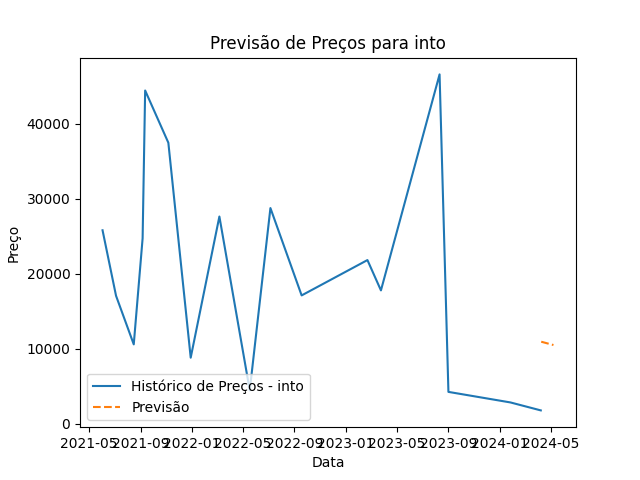 Previsão de Preços para into
Preço
40000
30000
20000
10000
0
Histórico de Preços - into
Previsão
2021-05 2021-09 2022-01 2022-05 2022-09 2023-01 2023-05 2023-09 2024-01 2024-05
Data